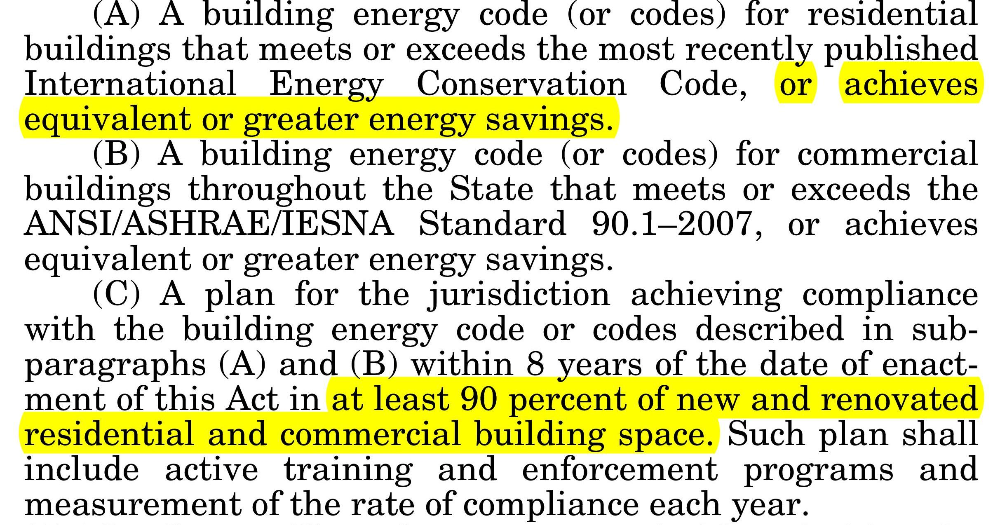 (A) A building energy code (or codes) for residential
buildings that meets or exceeds the most recently published
International Energy Conservation Code, or achieves
equivalent or greater energy savings.
(B) A building energy code (or codes) for commercial
buildings throughout the State that meets or exceeds the
ANSI/ASHRAE/IESNA Standard 90.1–2007, or achieves
equivalent or greater energy savings.
(C) A plan for the jurisdiction achieving compliance
with the building energy code or codes described in sub-
paragraphs (A) and (B) within 8 years of the date of enact-
ment of this Act in at least 90 percent of new and renovated
residential and commercial building space. Such plan shall
include active training and enforcement programs and
measurement of the rate of compliance each year.